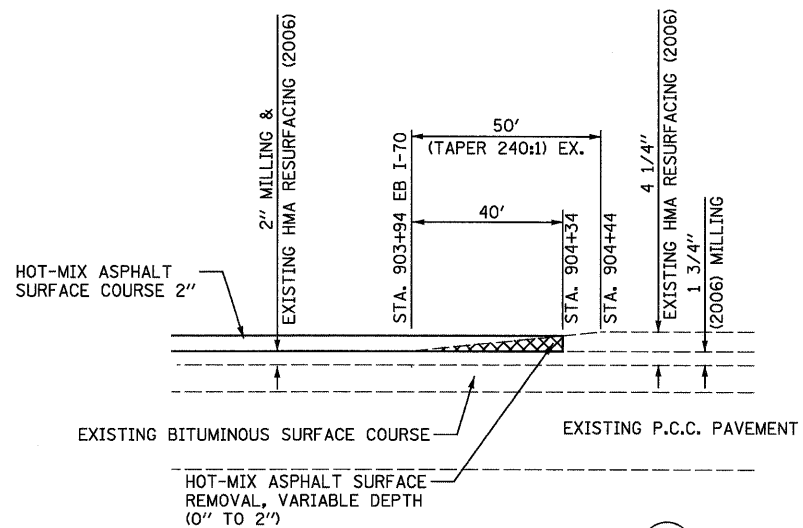 2" MILLING &
EXISTING HMA RESURFACING (2006)
STA. 903+94 EB I-70
50'
(TAPER 240:1) EX.
40'
STA. 904+34
STA. 904+44
4 1/4"
EXISTING HMA RESURFACING (2006)
1 3/4"
(2006) MILLING
HOT-MIX ASPHALT
SURFACE COURSE 2"
EXISTING BITUMINOUS SURFACE COURSE
EXISTING P.C.C. PAVEMENT
HOT-MIX ASPHALT SURFACE
REMOVAL, VARIABLE DEPTH
(0" TO 2")